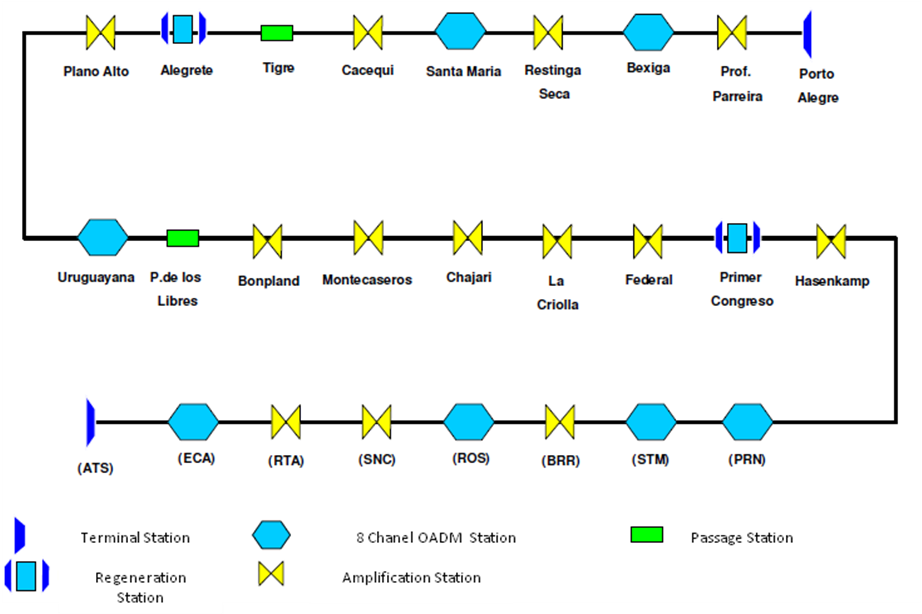 Plano Alto
Alegrete
Tigre
Cacequi
Santa Maria
Restinga
Seca
Bexiga
Prof.
Parreira
Porto
Alegre
Uruguayana
P.de los
Libres
Bonpland
Montecaseros
Chajari
La
Criolla
Federal
Primer
Congreso
Hasenkamp
(ATS)
(ECA)
(RTA)
(SNC)
(ROS)
(BRR)
(STM)
(PRN)
Terminal Station
8 Chanel OADM Station
Passage Station
Regeneration
Station
Amplification Station